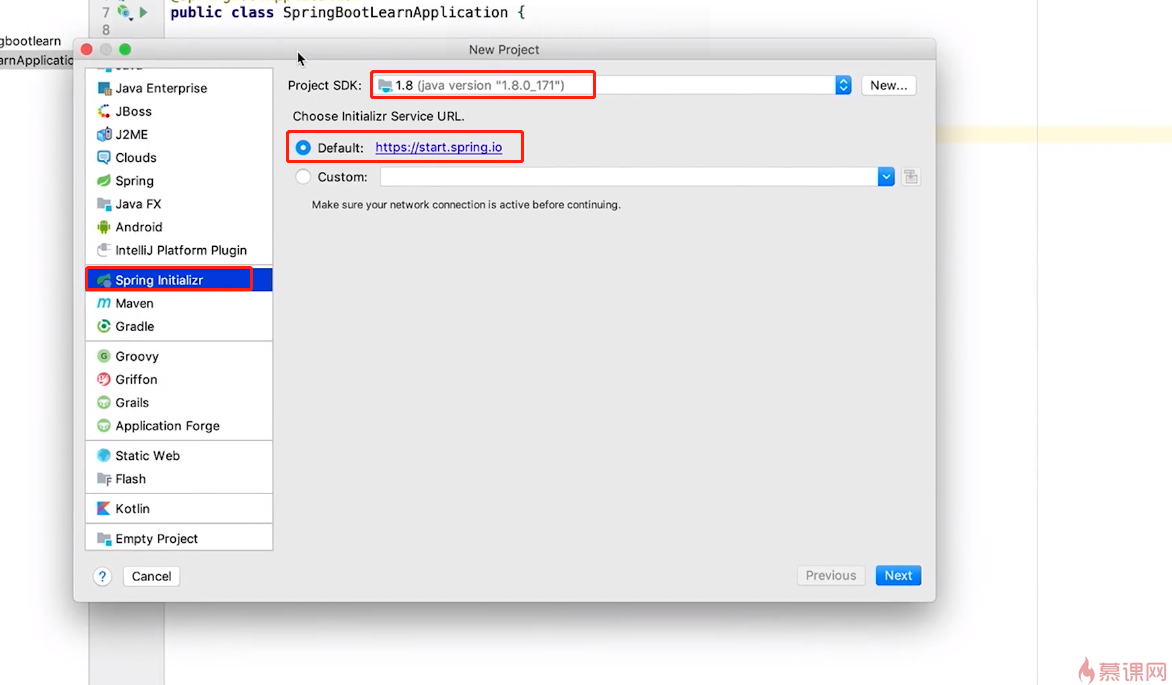 7
public class SpringBootLearnApplication {
8
gbootlearn
arnApplicatio
New Project
Java
Java Enterprise
JBoss
J2ME
Clouds
Spring
Java FX
Android
IntelliJ Platform Plugin
Spring Initializr
Maven
Gradle
Groovy
Griffon
Grails
Application Forge
Static Web
Flash
Kotlin
Empty Project
Project SDK: 1.8 (java version "1.8.0_171") New...
Choose Initializr Service URL.
Default: https://start.spring.io
Custom:
Make sure your network connection is active before continuing.
? Cancel Previous Next
慕课网